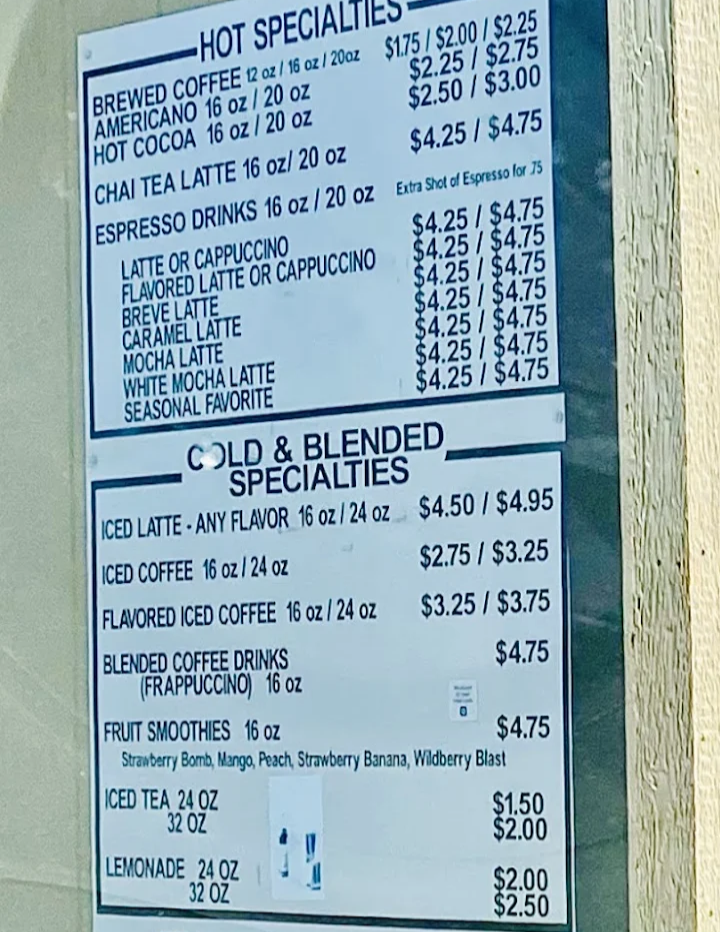 HOT SPECIALTIES
BREWED COFFEE 12 oz / 16 oz / 20oz $1.75 / $2.00 / $2.25
AMERICANO 16 oz / 20 oz $2.25 / $2.75
HOT COCOA 16 oz / 20 oz $2.50 / $3.00
CHAI TEA LATTE 16 oz/ 20 oz $4.25 / $4.75
ESPRESSO DRINKS 16 oz / 20 oz Extra Shot of Espresso for .75
LATTE OR CAPPUCCINO $4.25 / $4.75
FLAVORED LATTE OR CAPPUCCINO $4.25 / $4.75
BREVE LATTE $4.25 / $4.75
CARAMEL LATTE $4.25 / $4.75
MOCHA LATTE $4.25 / $4.75
WHITE MOCHA LATTE $4.25 / $4.75
SEASONAL FAVORITE $4.25 / $4.75
COLD & BLENDED
SPECIALTIES
ICED LATTE - ANY FLAVOR 16 oz / 24 oz $4.50 / $4.95
ICED COFFEE 16 oz / 24 oz $2.75 / $3.25
FLAVORED ICED COFFEE 16 oz / 24 oz $3.25 / $3.75
BLENDED COFFEE DRINKS $4.75
(FRAPPUCCINO) 16 oz
FRUIT SMOOTHIES 16 oz $4.75
Strawberry Bomb, Mango, Peach, Strawberry Banana, Wildberry Blast
ICED TEA 24 OZ $1.50
32 OZ $2.00
LEMONADE 24 OZ $2.00
32 OZ $2.50